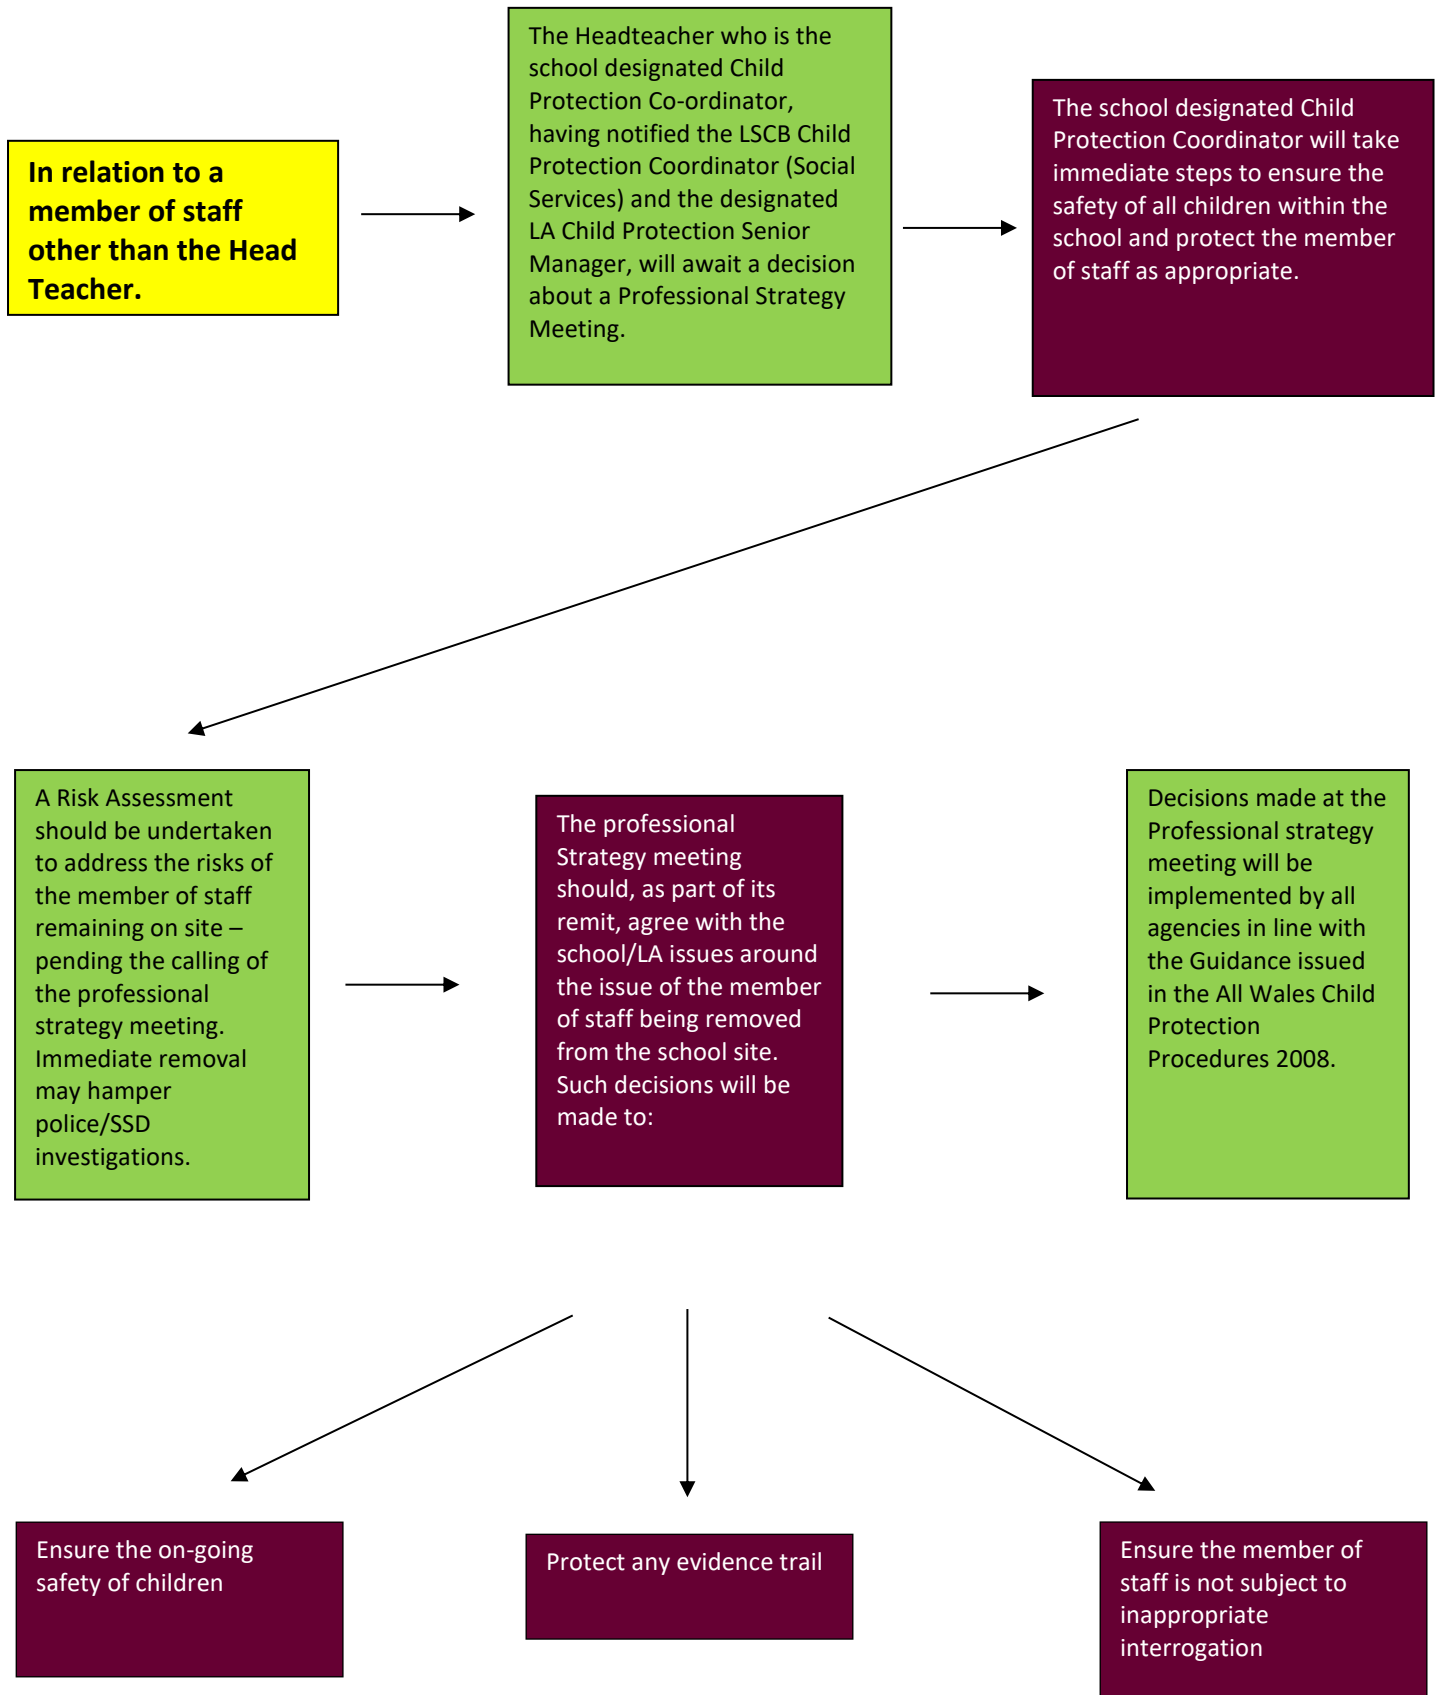 In relation to a
member of staff
other than the Head
Teacher.
The Headteacher who is the
school designated Child
Protection Co-ordinator,
having notified the LSCB Child
Protection Coordinator (Social
Services) and the designated
LA Child Protection Senior
Manager, will await a decision
about a Professional Strategy
Meeting.
The school designated Child
Protection Coordinator will take
immediate steps to ensure the
safety of all children within the
school and protect the member
of staff as appropriate.
A Risk Assessment
should be undertaken
to address the risks of
the member of staff
remaining on site –
pending the calling of
the professional
strategy meeting.
Immediate removal
may hamper
police/SSD
investigations.
The professional
Strategy meeting
should, as part of its
remit, agree with the
school/LA issues around
the issue of the member
of staff being removed
from the school site.
Such decisions will be
made to:
Decisions made at the
Professional strategy
meeting will be
implemented by all
agencies in line with
the Guidance issued
in the All Wales Child
Protection
Procedures 2008.
Ensure the on-going
safety of children
Protect any evidence trail
Ensure the member of
staff is not subject to
inappropriate
interrogation